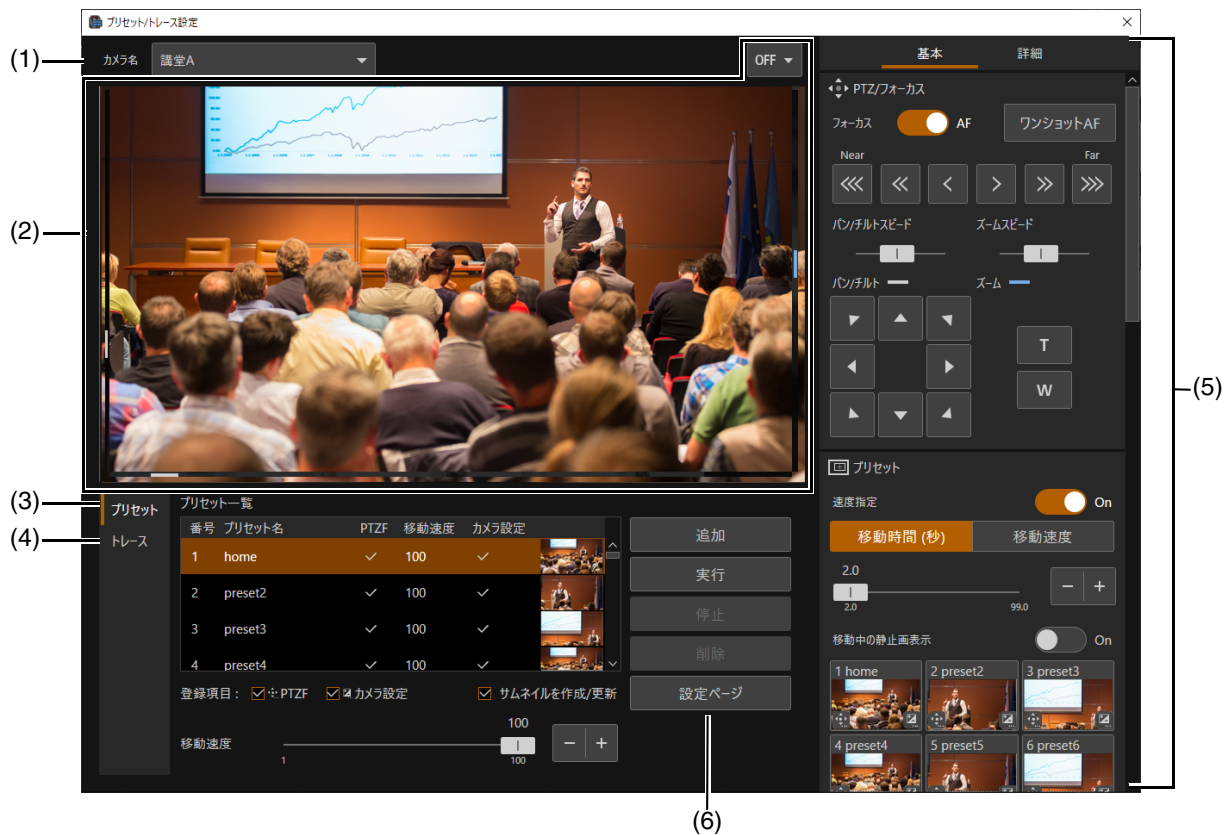 プリセット/トレース設定
(1)
カメラ名
講堂A
OFF
(2)
(3)
プリセット
(4)
トレース
プリセット一覧
番号 プリセット名 PTZF 移動速度 カメラ設定
1 home 100
2 preset2 100
3 preset3 100
4 preset4 100
登録項目： PTZF カメラ設定 サムネイルを作成/更新
移動速度
100
1
100
追加
実行
停止
削除
設定ページ
(6)
基本 詳細
PTZ/フォーカス
フォーカス AF ワンショットAF
Near Far
パン/チルトスピード ズームスピード
パン/チルト ズーム
T
W
(5)
プリセット
速度指定 On
移動時間 (秒) 移動速度
2.0
2.0 99.0
移動中の静止画表示 On
1 home 2 preset2 3 preset3
4 preset4 5 preset5 6 preset6